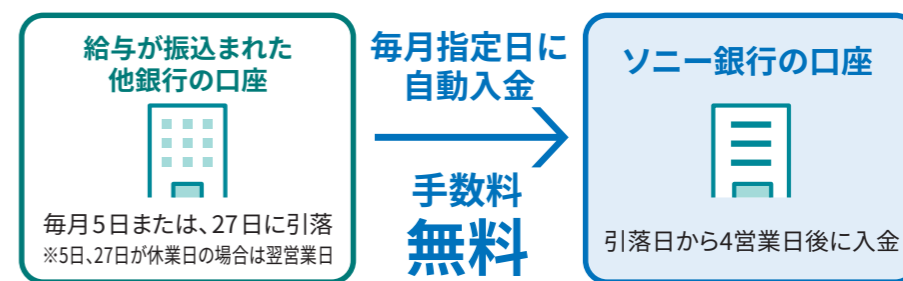 給与が振込まれた
他銀行の口座
毎月5日または、27日に引落
※5日、27日が休業日の場合は翌営業日
毎月指定日に
自動入金
手数料
無料
ソニー銀行の口座
引落日から4営業日後に入金